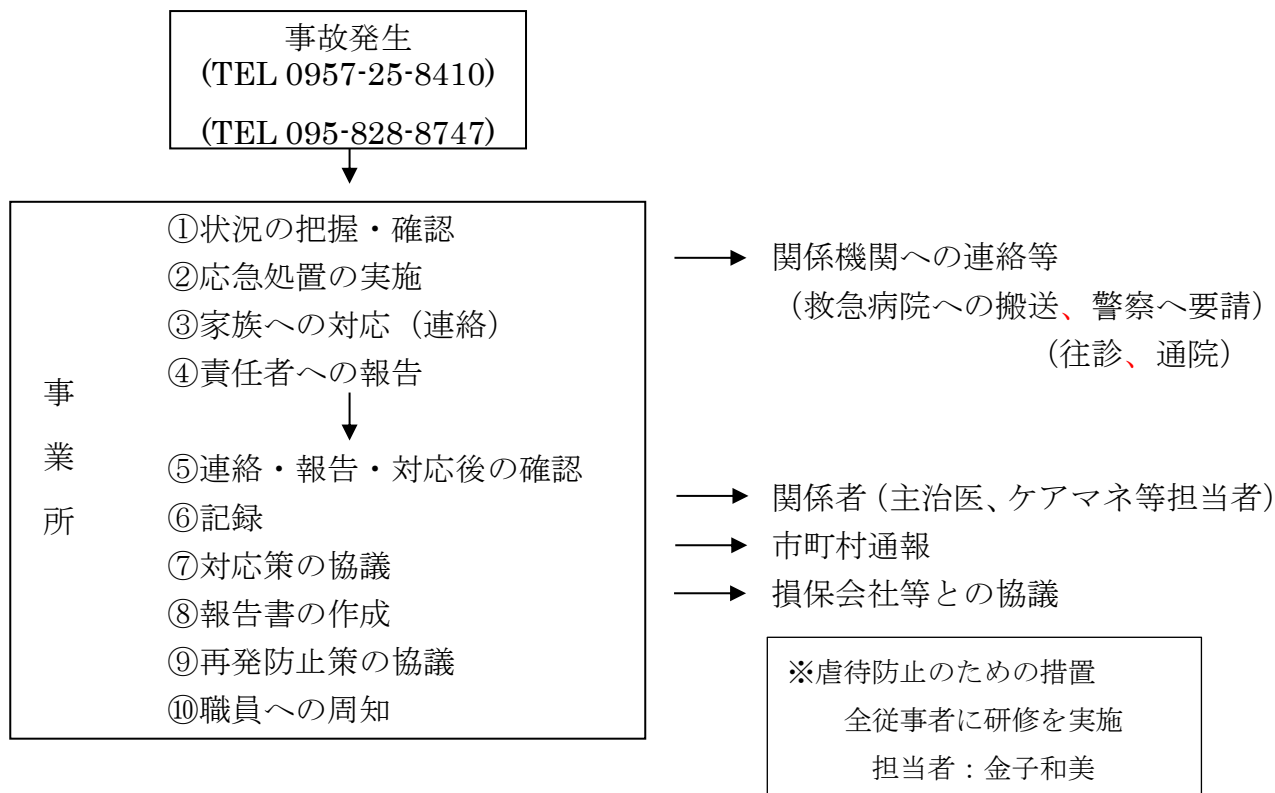 事故発生
(TEL 0957-25-8410)
(TEL 095-828-8747)
事業所
①状況の把握・確認
②応急処置の実施
③家族への対応（連絡）
④責任者への報告
⑤連絡・報告・対応後の確認
⑥記録
⑦対応策の協議
⑧報告書の作成
⑨再発防止策の協議
⑩職員への周知
関係機関への連絡等
（救急病院への搬送、警察へ要請）
（往診、通院）
関係者（主治医、ケアマネ等担当者）
市町村通報
損保会社等との協議
※虐待防止のための措置
全従事者に研修を実施
担当者：金子和美